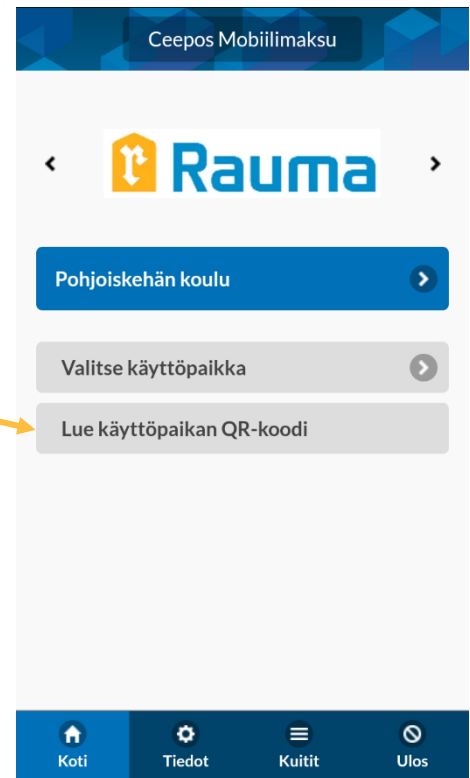 Ceepos Mobiilimaksu
Rauma
Pohjoiskehän koulu
Valitse käyttöpaikka
Lue käyttöpaikan QR-koodi
Koti Tiedot Kuitit Ulos